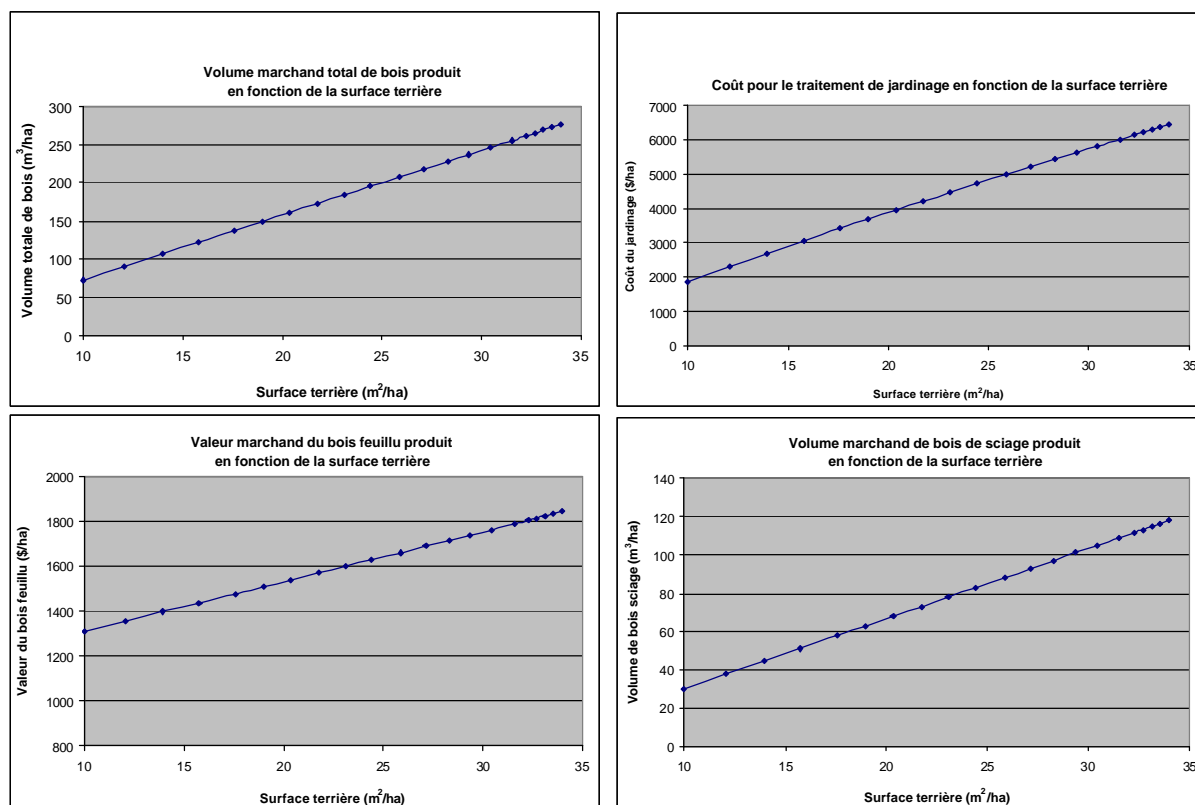 Volume marchand total de bois produit
en fonction de la surface terrière
Volume totale de bois (m³/ha)
300
250
200
150
100
50
0
10 15 20 25 30 35
Surface terrière (m²/ha)
Coût pour le traitement de jardinage en fonction de la surface terrière
Coût du jardinage ($/ha)
7000
6000
5000
4000
3000
2000
1000
0
10 15 20 25 30 35
Surface terrière (m²/ha)
Valeur marchand du bois feuillu produit
en fonction de la surface terrière
Valeur du bois feuillu ($/ha)
2000
1800
1600
1400
1200
1000
800
10 15 20 25 30 35
Surface terrière (m²/ha)
Volume marchand de bois de sciage produit
en fonction de la surface terrière
Volume de bois sciage (m³/ha)
140
120
100
80
60
40
20
0
10 15 20 25 30 35
Surface terrière (m²/ha)